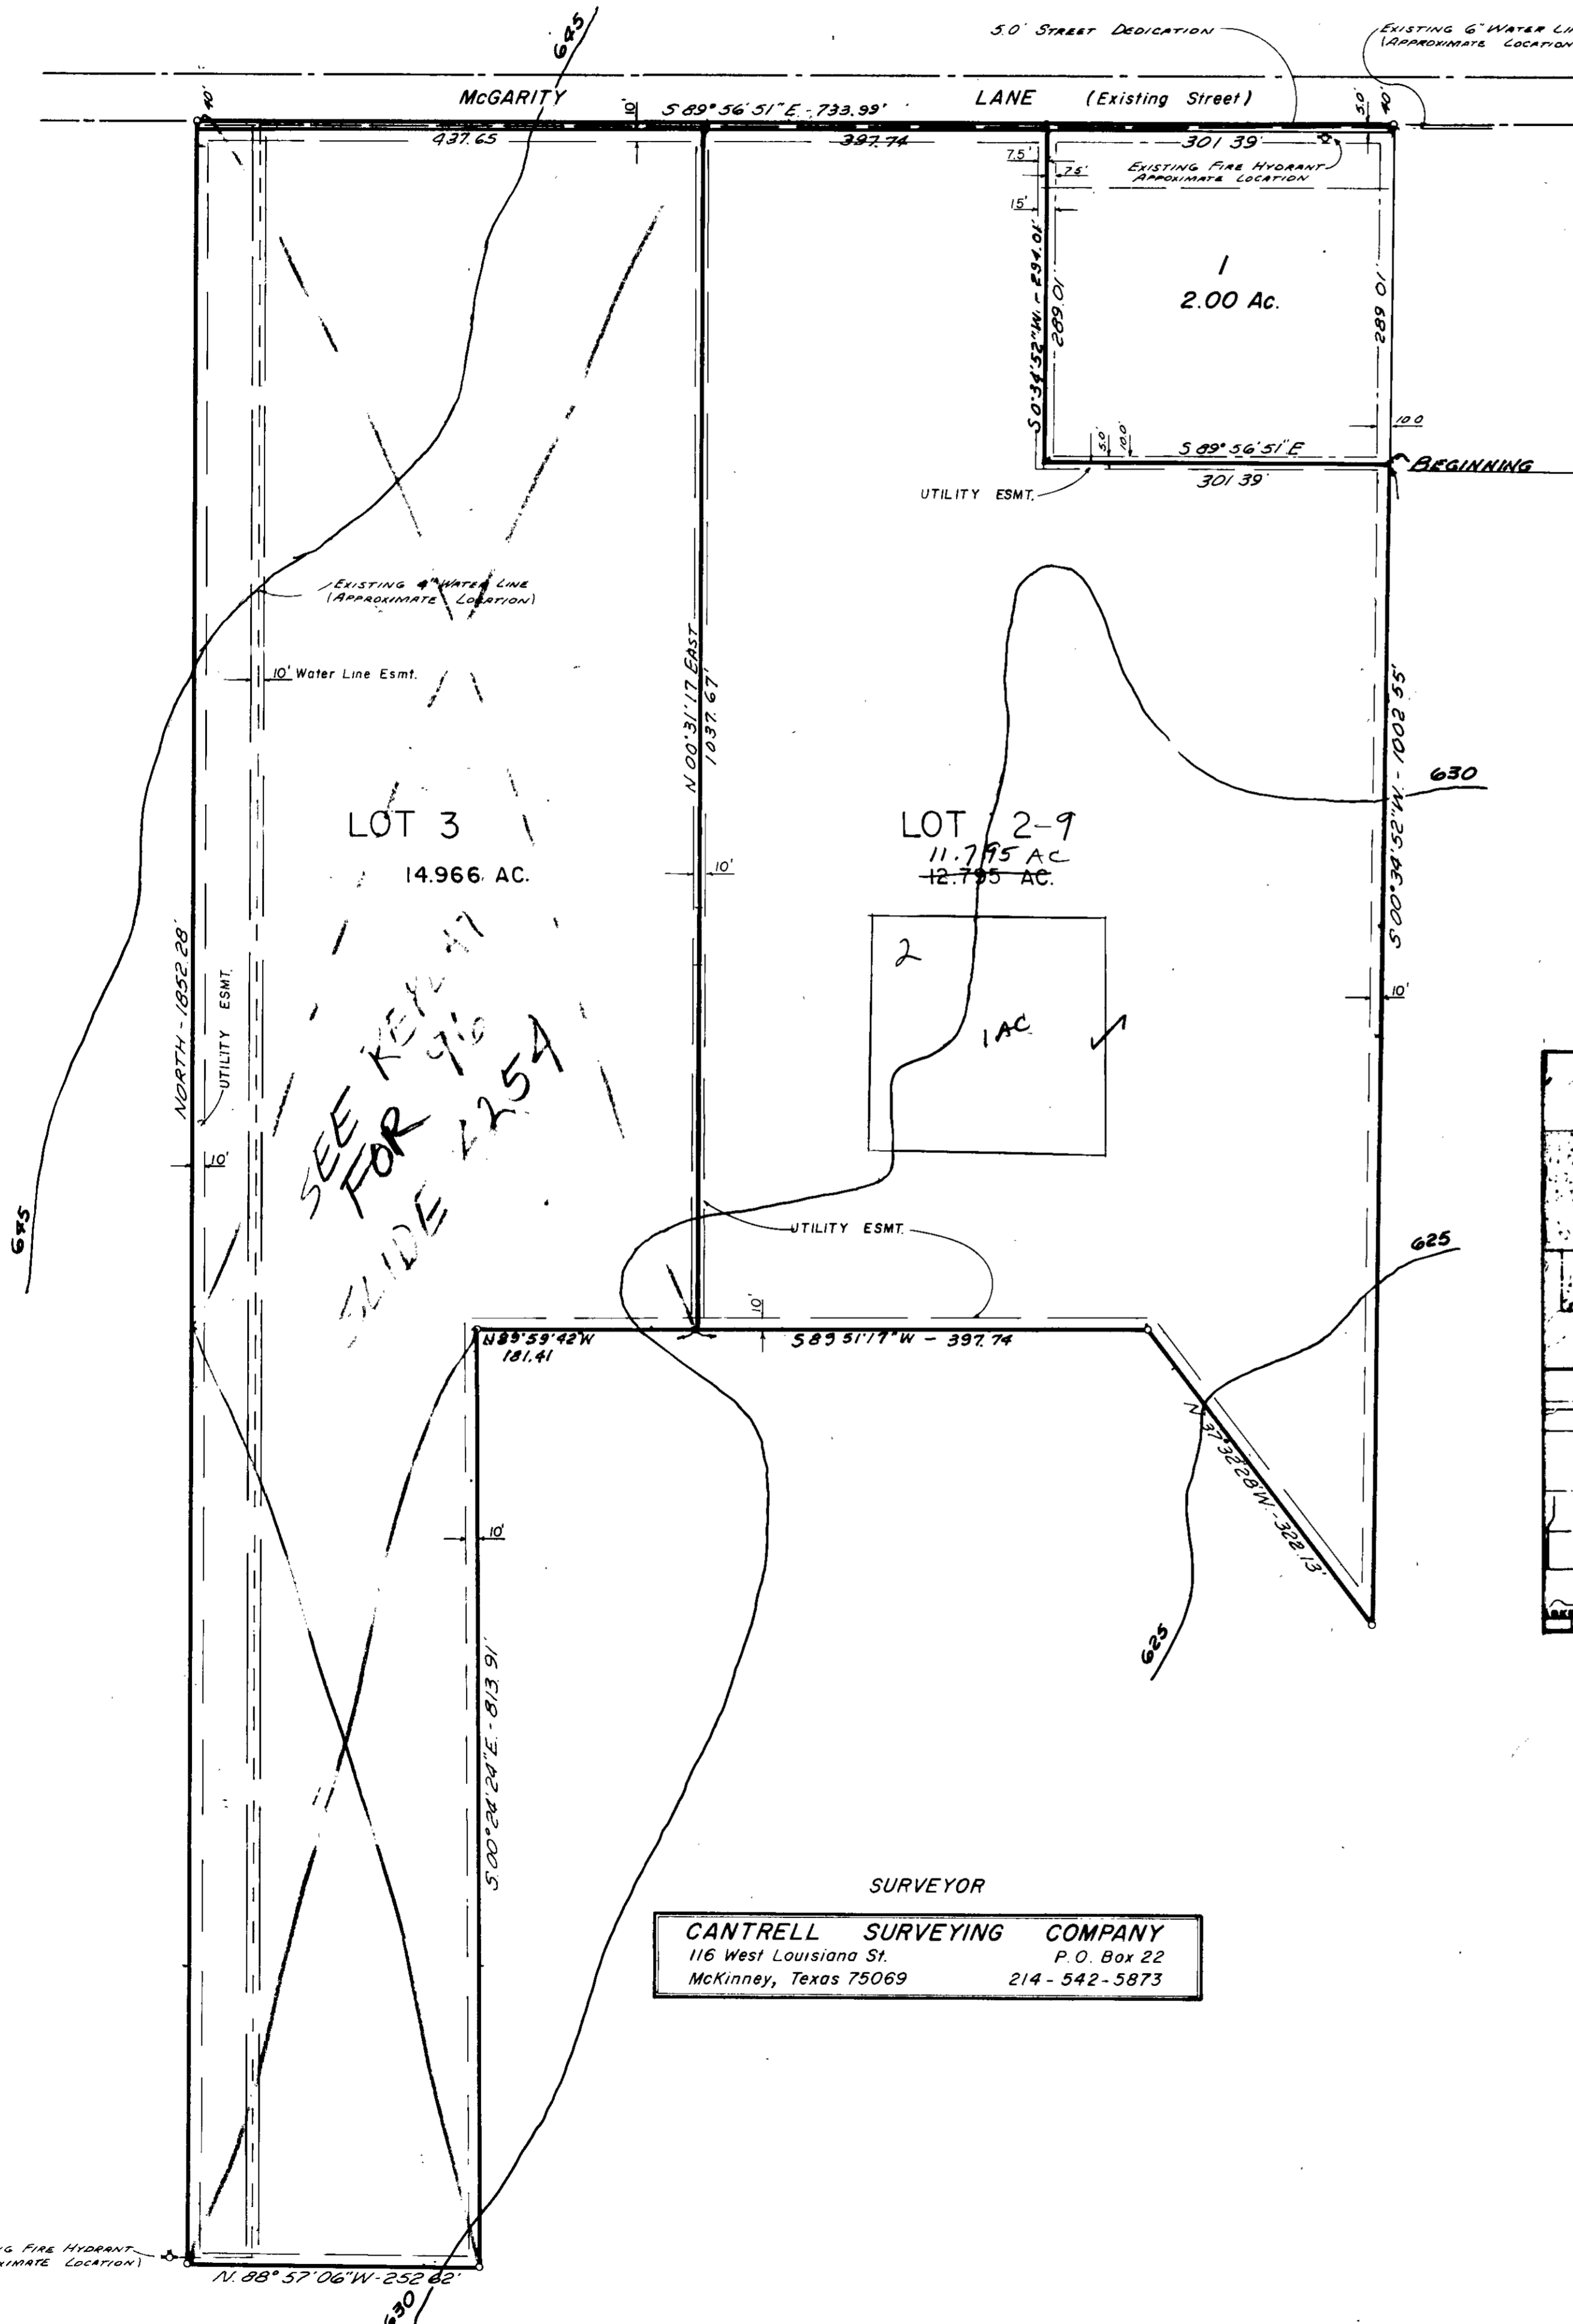 685
5.0' STREET DEDICATION
EXISTING 6" WATER LI
(APPROXIMATE LOCATION
McGARITY LANE (Existing Street)
S 89° 56' 51" E - 733.99'
40'
10'
5.0'
40'
437.65
397.74
301 39'
7.5'
7.5'
15'
EXISTING FIRE HYDRANT
APPOXIMATE LOCATION
S 0°34'52"W. - 294.01'
289.01'
1
2.00 Ac.
289 01'
5.0'
10.0'
10 0
S 89° 56' 51" E
301 39'
BEGINNING
UTILITY ESMT.
EXISTING 4" WATER LINE
(APPROXIMATE LOCATION)
10' Water Line Esmt.
N 00°31'17 EAST
1037.67'
S 00°34'52"W. - 1002 55'
630
LOT 3
14.966 AC.
LOT 2-9
11.795 AC
12.795 AC.
10'
2
1 AC
10'
NORTH - 1852.28'
UTILITY ESMT.
10'
SEE
FOR
SLIDE
685
UTILITY ESMT.
625
10'
N 89°59'42"W
181.41
S 89 51'17"W - 397.74
N 37°32'28"W. - 322.13'
10'
625
S 00°24'24"E. - 813.91'
SURVEYOR
CANTRELL SURVEYING COMPANY
116 West Louisiana St. P.O. Box 22
McKinney, Texas 75069 214-542-5873
G FIRE HYDRANT
XIMATE LOCATION)
N. 88° 57' 06" W - 252 62'
630